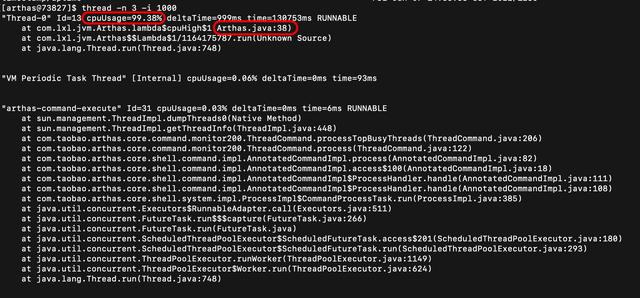 [arthas@73827]$ thread -n 3 -i 1000
"Thread-0" Id=13 cpuUsage=99.38% deltaTime=999ms time=130753ms RUNNABLE
    at com.lxl.jvm.Arthas.lambda$cpuHigh$1(Arthas.java:38)
    at com.lxl.jvm.Arthas$$Lambda$1/1164175787.run(Unknown Source)
    at java.lang.Thread.run(Thread.java:748)
"VM Periodic Task Thread" [Internal] cpuUsage=0.06% deltaTime=0ms time=93ms
"arthas-command-execute" Id=31 cpuUsage=0.03% deltaTime=0ms time=6ms RUNNABLE
    at sun.management.ThreadImpl.dumpThreads0(Native Method)
    at sun.management.ThreadImpl.getThreadInfo(ThreadImpl.java:448)
    at com.taobao.arthas.core.command.monitor200.ThreadCommand.processTopBusyThreads(ThreadCommand.java:206)
    at com.taobao.arthas.core.command.monitor200.ThreadCommand.process(ThreadCommand.java:122)
    at com.taobao.arthas.core.shell.command.impl.AnnotatedCommandImpl.process(AnnotatedCommandImpl.java:82)
    at com.taobao.arthas.core.shell.command.impl.AnnotatedCommandImpl.access$100(AnnotatedCommandImpl.java:18)
    at com.taobao.arthas.core.shell.command.impl.AnnotatedCommandImpl$ProcessHandler.handle(AnnotatedCommandImpl.java:111)
    at com.taobao.arthas.core.shell.command.impl.AnnotatedCommandImpl$ProcessHandler.handle(AnnotatedCommandImpl.java:108)
    at com.taobao.arthas.core.shell.system.impl.ProcessImpl$CommandProcessTask.run(ProcessImpl.java:385)
    at java.util.concurrent.Executors$RunnableAdapter.call(Executors.java:511)
    at java.util.concurrent.FutureTask.run$$$capture(FutureTask.java:266)
    at java.util.concurrent.FutureTask.run(FutureTask.java)
    at java.util.concurrent.ScheduledThreadPoolExecutor$ScheduledFutureTask.access$201(ScheduledThreadPoolExecutor.java:180)
    at java.util.concurrent.ScheduledThreadPoolExecutor$ScheduledFutureTask.run(ScheduledThreadPoolExecutor.java:293)
    at java.util.concurrent.ThreadPoolExecutor.runWorker(ThreadPoolExecutor.java:1149)
    at java.util.concurrent.ThreadPoolExecutor$Worker.run(ThreadPoolExecutor.java:624)
    at java.lang.Thread.run(Thread.java:748)